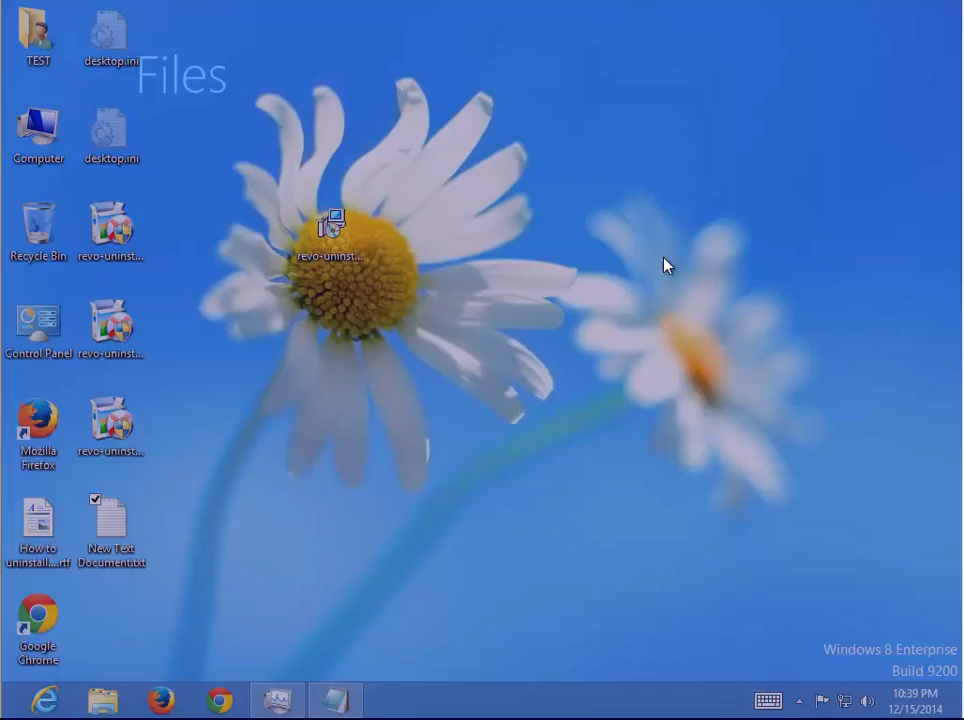 TEST
desktop.ini
Files
Computer
desktop.ini
Recycle Bin
revo-uninst...
revo-uninst...
Control Panel
revo-uninst...
Mozilla
Firefox
revo-uninst...
How to
uninstall....rtf
New Text
Document.txt
Google
Chrome
Windows 8 Enterprise
Build 9200
10:39 PM
12/15/2014